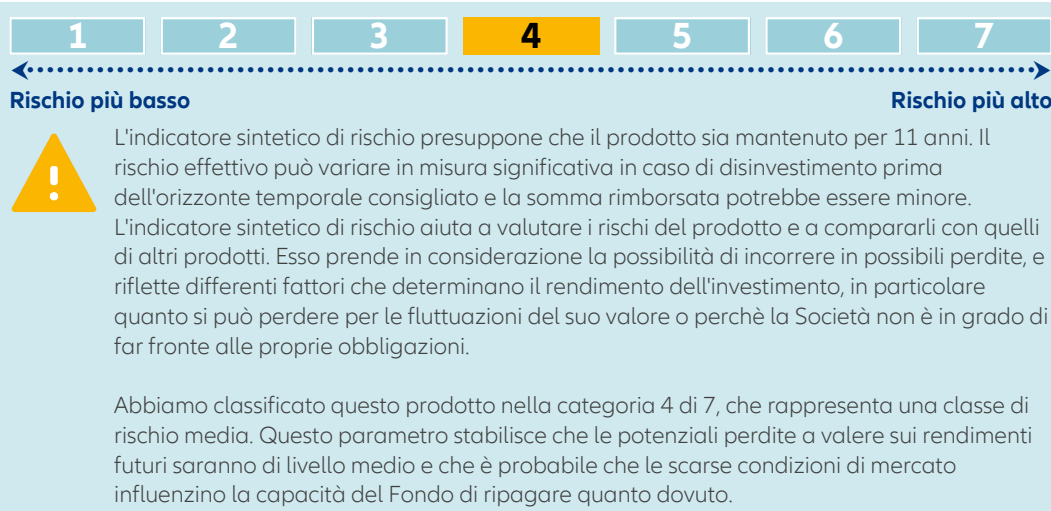 1 2 3 4 5 6 7
Rischio più basso Rischio più alto
L'indicatore sintetico di rischio presuppone che il prodotto sia mantenuto per 11 anni. Il
rischio effettivo può variare in misura significativa in caso di disinvestimento prima
dell'orizzonte temporale consigliato e la somma rimborsata potrebbe essere minore.
L'indicatore sintetico di rischio aiuta a valutare i rischi del prodotto e a compararli con quelli
di altri prodotti. Esso prende in considerazione la possibilità di incorrere in possibili perdite, e
riflette differenti fattori che determinano il rendimento dell'investimento, in particolare
quanto si può perdere per le fluttuazioni del suo valore o perchè la Società non è in grado di
far fronte alle proprie obbligazioni.
Abbiamo classificato questo prodotto nella categoria 4 di 7, che rappresenta una classe di
rischio media. Questo parametro stabilisce che le potenziali perdite a valere sui rendimenti
futuri saranno di livello medio e che è probabile che le scarse condizioni di mercato
influenzino la capacità del Fondo di ripagare quanto dovuto.